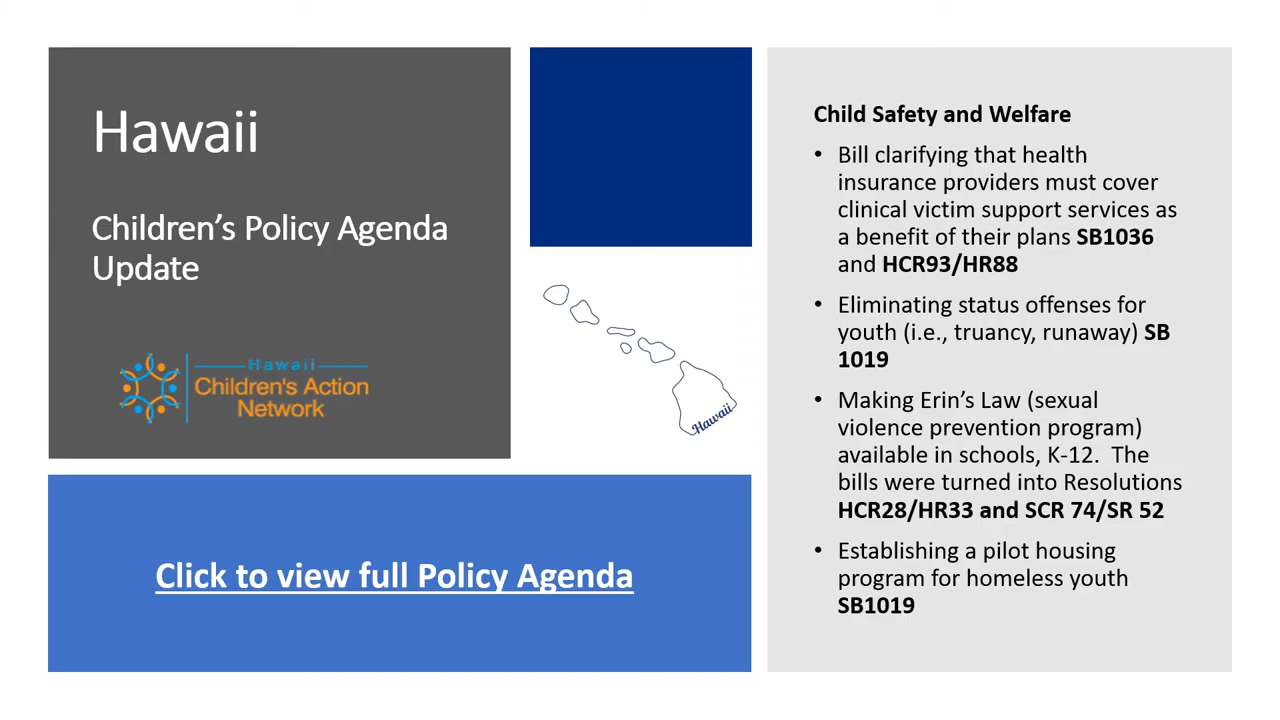 Hawaii
Children’s Policy Agenda
Update
Hawaii
Children's Action
Network
Hawaii
Click to view full Policy Agenda
Child Safety and Welfare
• Bill clarifying that health
insurance providers must cover
clinical victim support services as
a benefit of their plans SB1036
and HCR93/HR88
• Eliminating status offenses for
youth (i.e., truancy, runaway) SB
1019
• Making Erin’s Law (sexual
violence prevention program)
available in schools, K-12.  The
bills were turned into Resolutions
HCR28/HR33 and SCR 74/SR 52
• Establishing a pilot housing
program for homeless youth
SB1019